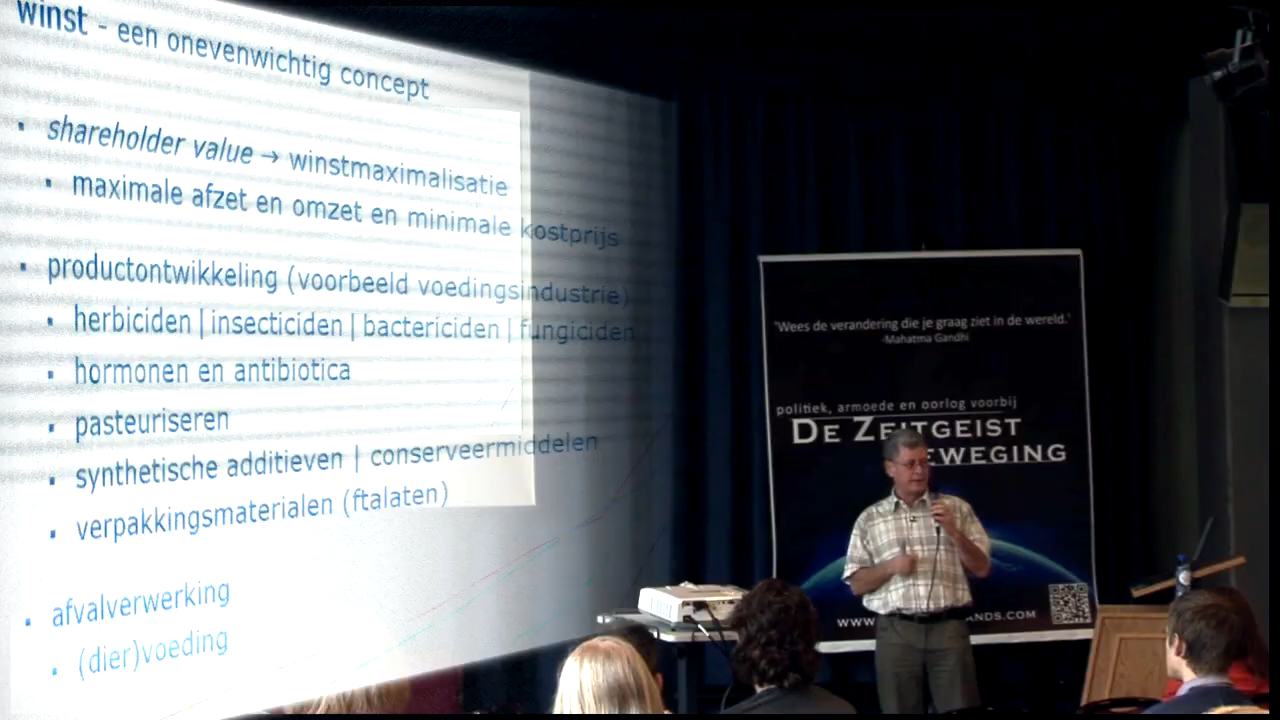 winst - een onevenwichtig concept
▪ shareholder value → winstmaximalisatie
▪ maximale afzet en omzet en minimale kostprijs
▪ productontwikkeling (voorbeeld voedingsindustrie)
▪ herbiciden | insecticiden | bactericiden | fungiciden
▪ hormonen en antibiotica
▪ pasteuriseren
▪ synthetische additieven | conserveermiddelen
▪ verpakkingsmaterialen (ftalaten)
▪ afvalverwerking
▪ (dier)voeding
'Wees de verandering die je graag ziet in de wereld.'
-Mahatma Gandhi
politiek, armoede en oorlog voorbij
DE ZEITGEIST
EWEGING
WWW
ANDS.COM